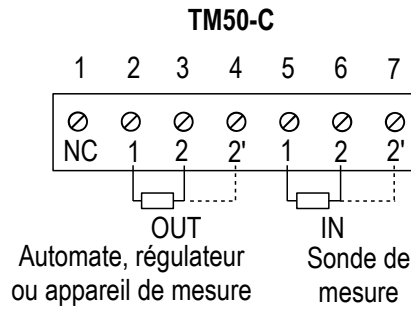 TM50-C
1 2 3 4 5 6 7
NC 1 2 2' 1 2 2'
OUT IN
Automate, régulateur Sonde de
ou appareil de mesure mesure